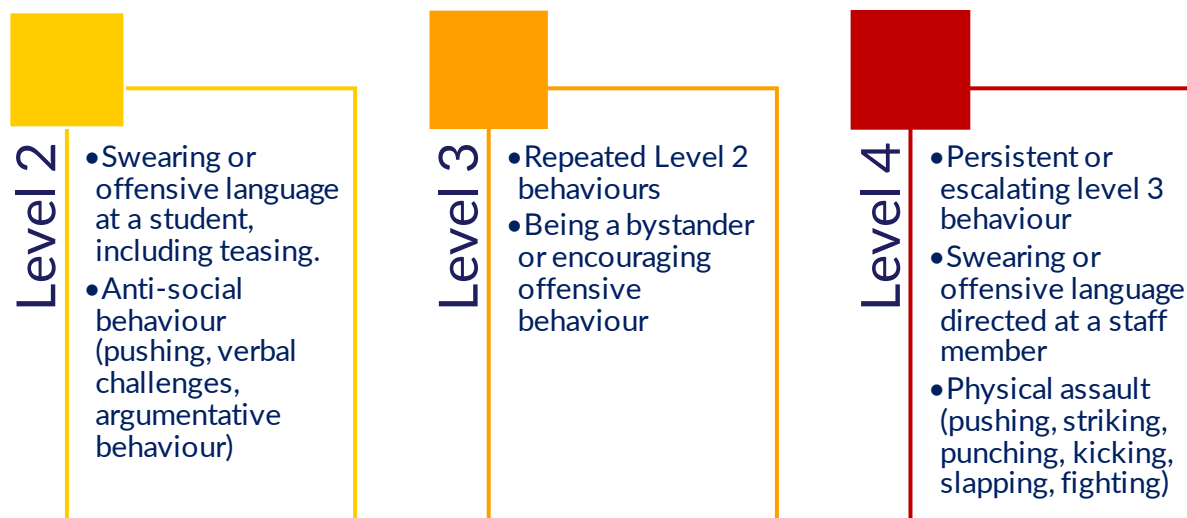 Level 2
•Swearing or
offensive language
at a student,
including teasing.
•Anti-social
behaviour
(pushing, verbal
challenges,
argumentative
behaviour)
Level 3
•Repeated Level 2
behaviours
•Being a bystander
or encouraging
offensive
behaviour
Level 4
•Persistent or
escalating level 3
behaviour
•Swearing or
offensive language
directed at a staff
member
•Physical assault
(pushing, striking,
punching, kicking,
slapping, fighting)